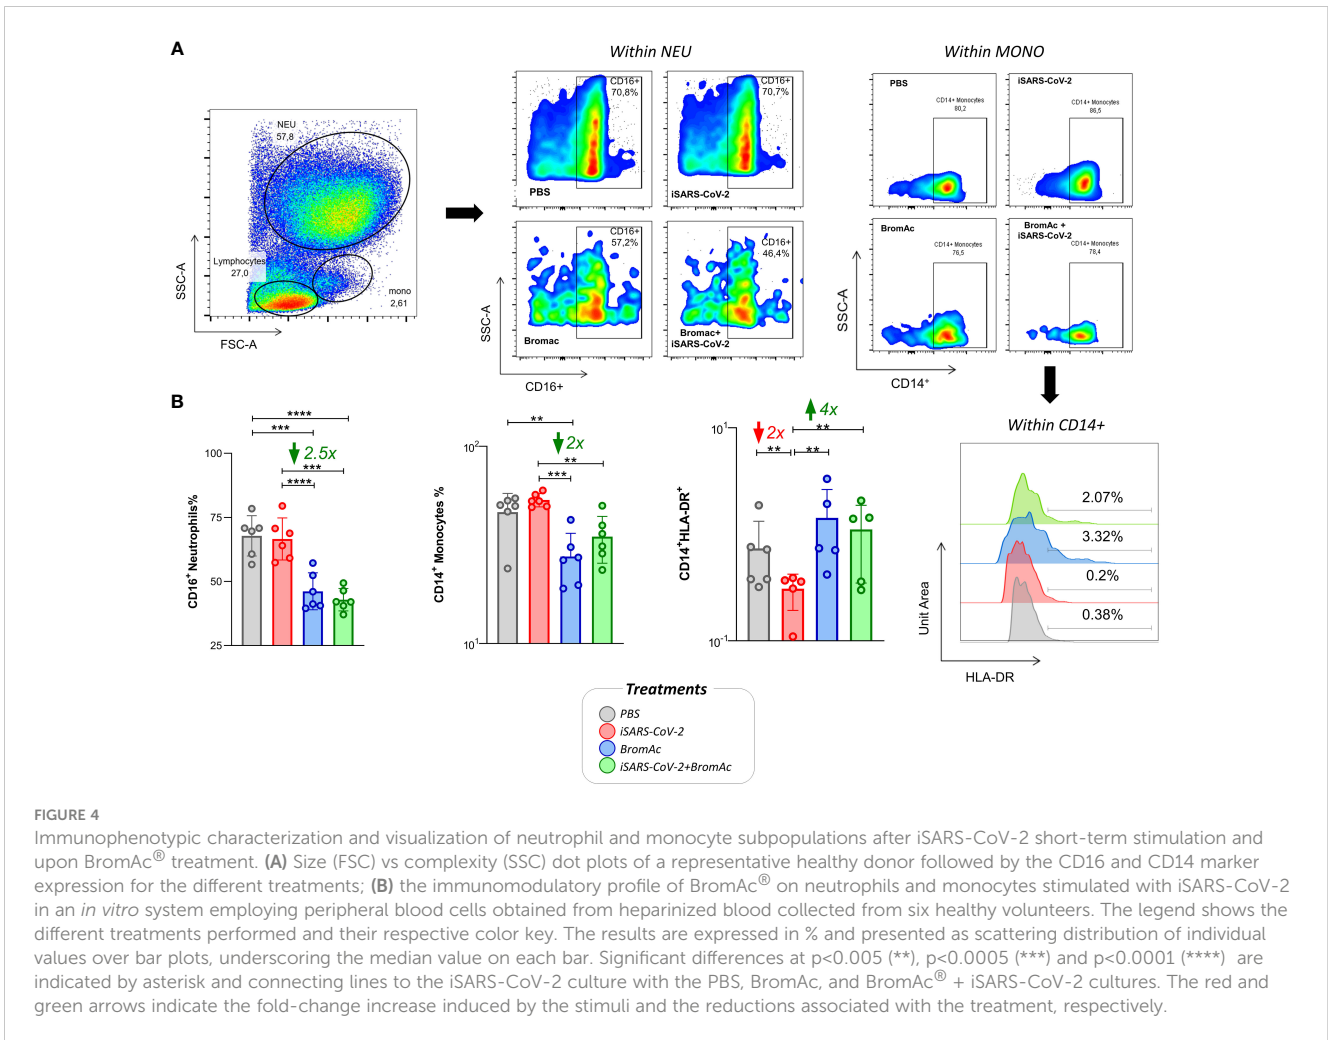 A
Within NEU
Within MONO
NEU
57,8
Lymphocytes
27,0
mono
2,61
SSC-A
FSC-A
CD16+
70,8%
PBS
CD16+
70,7%
iSARS-CoV-2
CD16+
57,2%
Bromac
CD16+
46,4%
Bromac+
iSARS-CoV-2
SSC-A
CD16+
PBS
CD14+ Monocytes
80,2
iSARS-CoV-2
CD14+ Monocytes
86,5
BromAc
CD14+ Monocytes
76,5
BromAc +
iSARS-CoV-2
CD14+ Monocytes
78,4
SSC-A
CD14⁺
B
CD16⁺ Neutrophils%
100
75
50
25
****
***
2.5x
***
****
CD14⁺ Monocytes %
10²
10¹
**
2x
**
***
CD14⁺HLA-DR⁺
10¹
10⁻¹
4x
2x
**
**
**
Within CD14+
2.07%
3.32%
0.2%
0.38%
Unit Area
HLA-DR
Treatments
PBS
iSARS-CoV-2
BromAc
iSARS-CoV-2+BromAc
FIGURE 4
Immunophenotypic characterization and visualization of neutrophil and monocyte subpopulations after iSARS-CoV-2 short-term stimulation and
upon BromAc® treatment. (A) Size (FSC) vs complexity (SSC) dot plots of a representative healthy donor followed by the CD16 and CD14 marker
expression for the different treatments; (B) the immunomodulatory profile of BromAc® on neutrophils and monocytes stimulated with iSARS-CoV-2
in an in vitro system employing peripheral blood cells obtained from heparinized blood collected from six healthy volunteers. The legend shows the
different treatments performed and their respective color key. The results are expressed in % and presented as scattering distribution of individual
values over bar plots, underscoring the median value on each bar. Significant differences at p<0.005 (**), p<0.0005 (***) and p<0.0001 (****) are
indicated by asterisk and connecting lines to the iSARS-CoV-2 culture with the PBS, BromAc, and BromAc® + iSARS-CoV-2 cultures. The red and
green arrows indicate the fold-change increase induced by the stimuli and the reductions associated with the treatment, respectively.